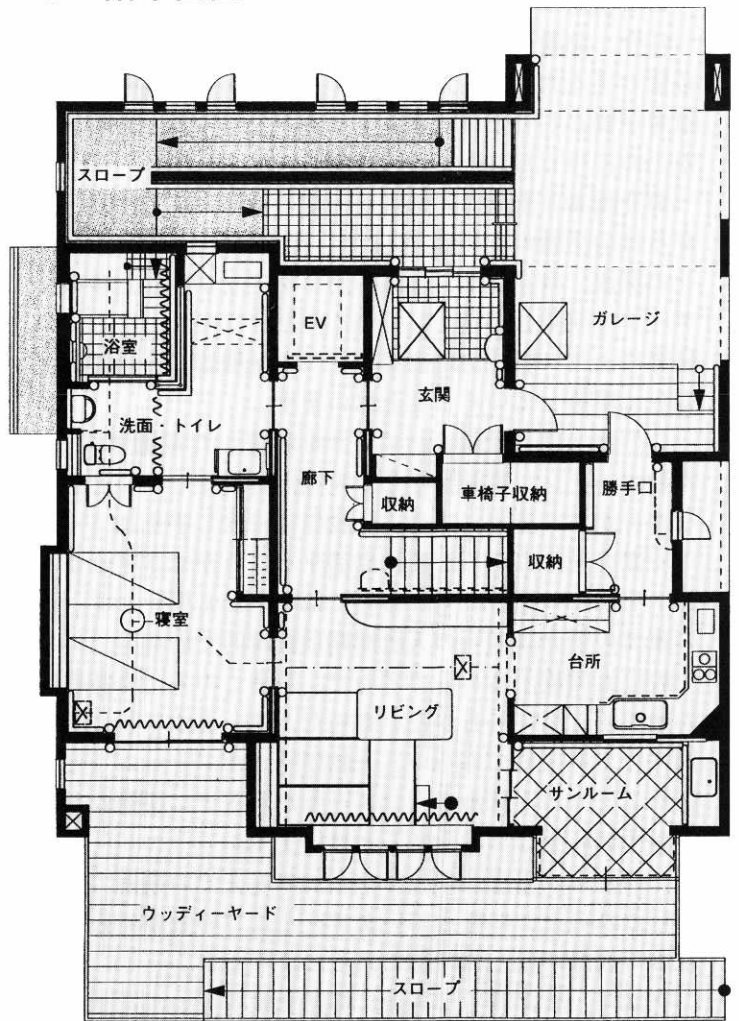 スロープ
ガレージ
EV
浴室
玄関
洗面・トイレ
廊下
収納
車椅子収納
勝手口
収納
寝室
台所
リビング
サンルーム
ウッディーヤード
スロープ